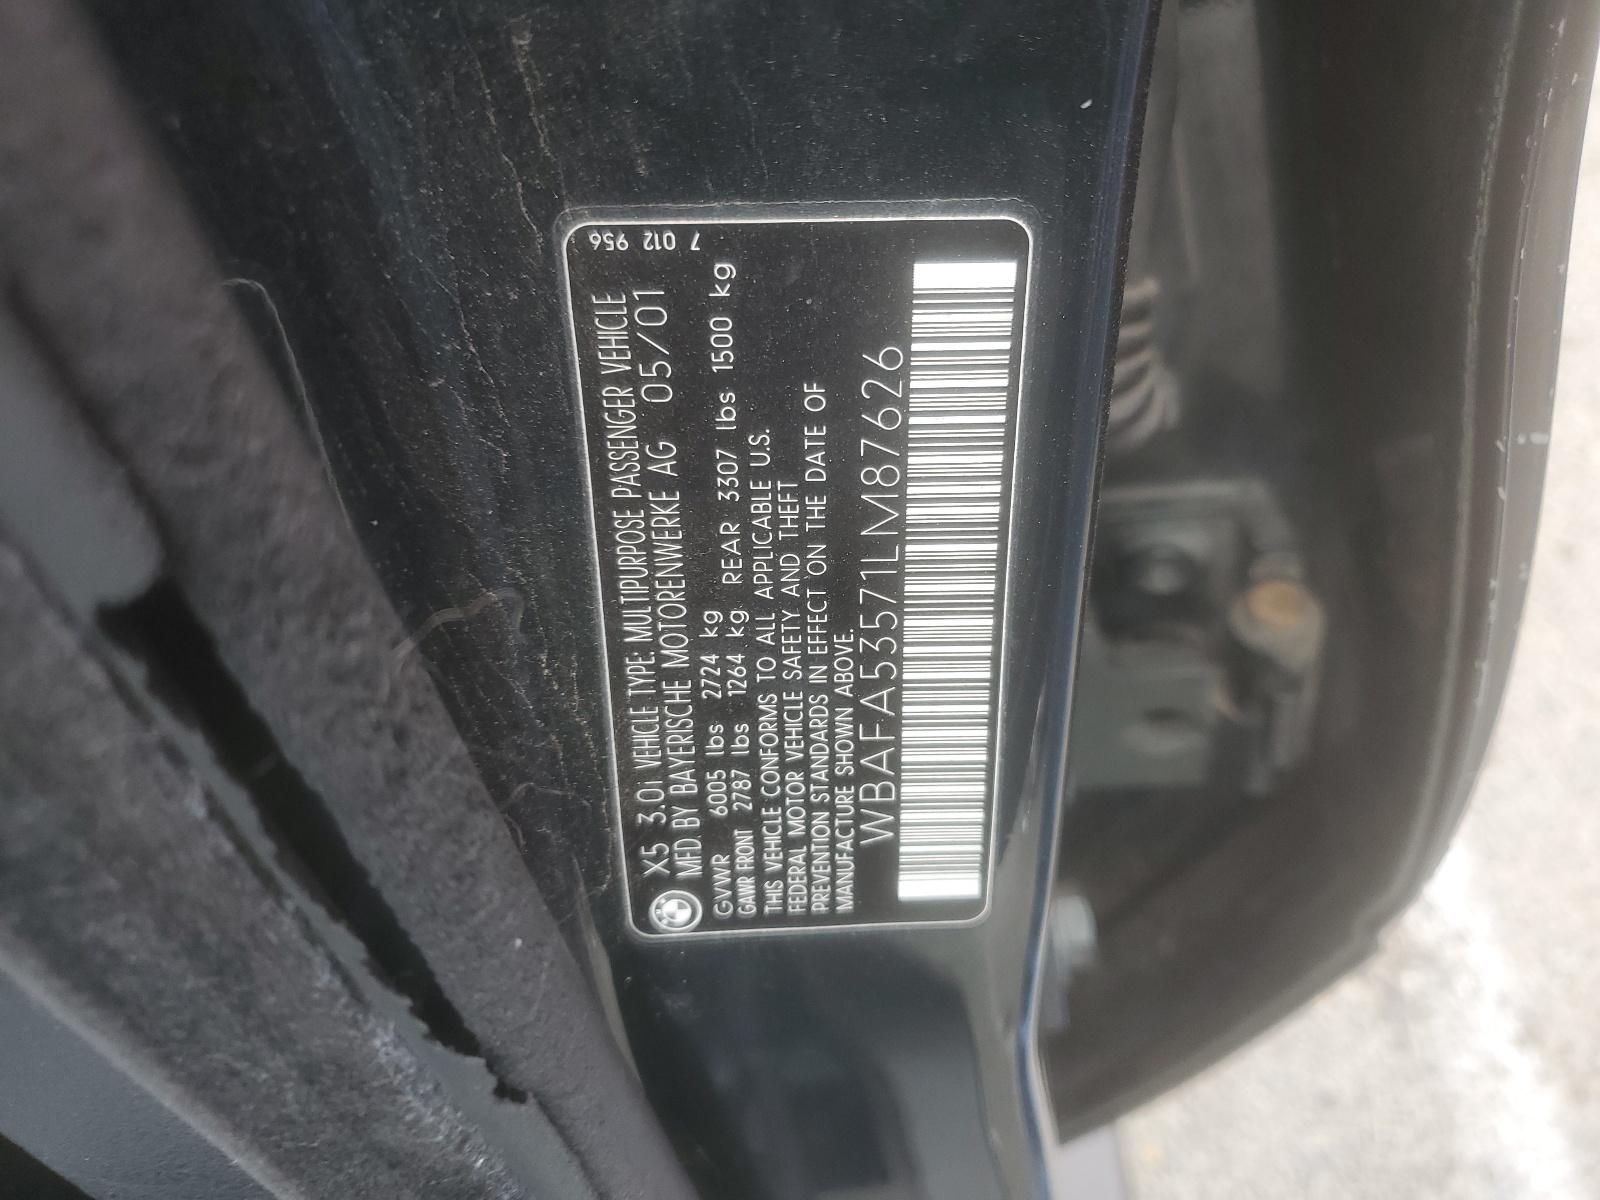 7 012 956
X5 3.0i VEHICLE TYPE: MULTIPURPOSE PASSENGER VEHICLE
MFD. BY BAYERISCHE MOTORENWERKE AG 05/01
GVWR 6005 lbs 2724 kg
GAWR FRONT 2787 lbs 1264 kg REAR 3307 lbs 1500 kg
THIS VEHICLE CONFORMS TO ALL APPLICABLE U.S.
FEDERAL MOTOR VEHICLE SAFETY AND THEFT
PREVENTION STANDARDS IN EFFECT ON THE DATE OF
MANUFACTURE SHOWN ABOVE.
WBAFA53571LM87626